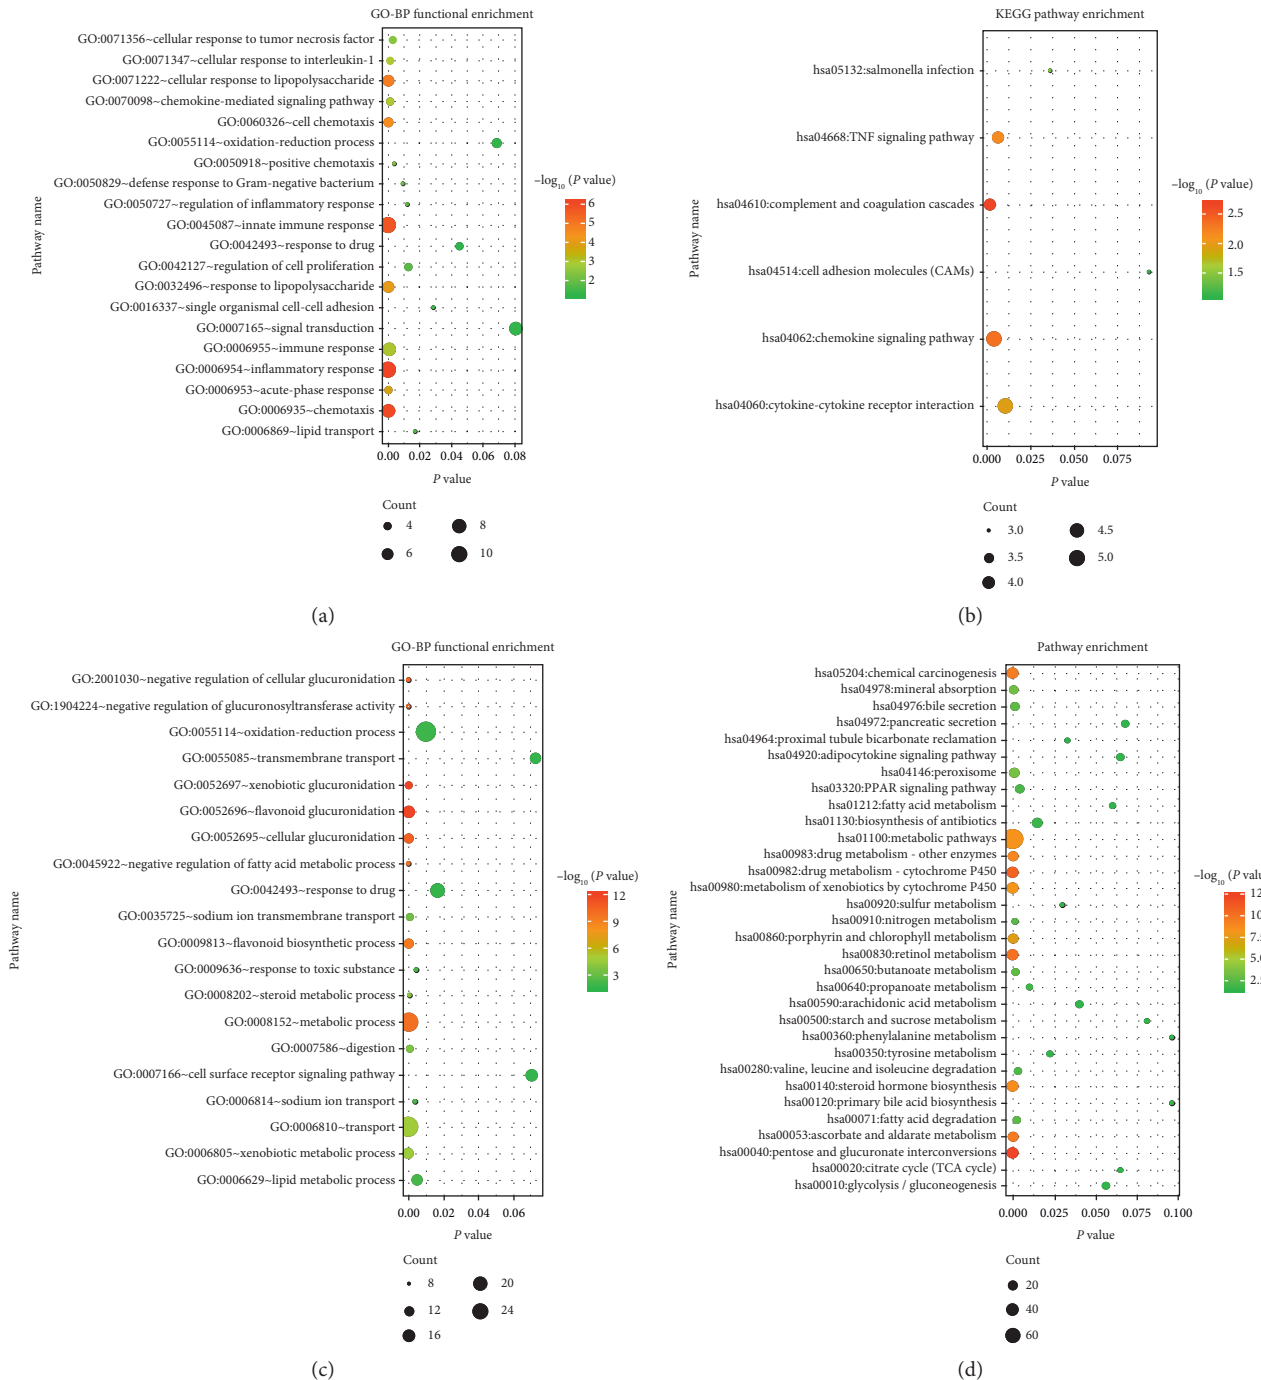 GO-BP functional enrichment
Pathway name
GO:0071356~cellular response to tumor necrosis factor
GO:0071347~cellular response to interleukin-1
GO:0071222~cellular response to lipopolysaccharide
GO:0070098~chemokine-mediated signaling pathway
GO:0060326~cell chemotaxis
GO:0055114~oxidation-reduction process
GO:0050918~positive chemotaxis
GO:0050829~defense response to Gram-negative bacterium
GO:0050727~regulation of inflammatory response
GO:0045087~innate immune response
GO:0042493~response to drug
GO:0042127~regulation of cell proliferation
GO:0032496~response to lipopolysaccharide
GO:0016337~single organismal cell-cell adhesion
GO:0007165~signal transduction
GO:0006955~immune response
GO:0006954~inflammatory response
GO:0006953~acute-phase response
GO:0006935~chemotaxis
GO:0006869~lipid transport
0.00 0.02 0.04 0.06 0.08
P value
–log10 (P value)
6
5
4
3
2
Count
4 8
6 10
(a)
KEGG pathway enrichment
Pathway name
hsa05132:salmonella infection
hsa04668:TNF signaling pathway
hsa04610:complement and coagulation cascades
hsa04514:cell adhesion molecules (CAMs)
hsa04062:chemokine signaling pathway
hsa04060:cytokine-cytokine receptor interaction
0.000 0.025 0.050 0.075
P value
–log10 (P value)
2.5
2.0
1.5
Count
3.0 4.5
3.5 5.0
4.0
(b)
GO-BP functional enrichment
Pathway name
GO:2001030~negative regulation of cellular glucuronidation
GO:1904224~negative regulation of glucuronosyltransferase activity
GO:0055114~oxidation-reduction process
GO:0055085~transmembrane transport
GO:0052697~xenobiotic glucuronidation
GO:0052696~flavonoid glucuronidation
GO:0052695~cellular glucuronidation
GO:0045922~negative regulation of fatty acid metabolic process
GO:0042493~response to drug
GO:0035725~sodium ion transmembrane transport
GO:0009813~flavonoid biosynthetic process
GO:0009636~response to toxic substance
GO:0008202~steroid metabolic process
GO:0008152~metabolic process
GO:0007586~digestion
GO:0007166~cell surface receptor signaling pathway
GO:0006814~sodium ion transport
GO:0006810~transport
GO:0006805~xenobiotic metabolic process
GO:0006629~lipid metabolic process
0.00 0.02 0.04 0.06
P value
–log10 (P value)
12
9
6
3
Count
8 20
12 24
16
(c)
Pathway enrichment
Pathway name
hsa05204:chemical carcinogenesis
hsa04978:mineral absorption
hsa04976:bile secretion
hsa04972:pancreatic secretion
hsa04964:proximal tubule bicarbonate reclamation
hsa04920:adipocytokine signaling pathway
hsa04146:peroxisome
hsa03320:PPAR signaling pathway
hsa01212:fatty acid metabolism
hsa01130:biosynthesis of antibiotics
hsa01100:metabolic pathways
hsa00983:drug metabolism - other enzymes
hsa00982:drug metabolism - cytochrome P450
hsa00980:metabolism of xenobiotics by cytochrome P450
hsa00920:sulfur metabolism
hsa00910:nitrogen metabolism
hsa00860:porphyrin and chlorophyll metabolism
hsa00830:retinol metabolism
hsa00650:butanoate metabolism
hsa00640:propanoate metabolism
hsa00590:arachidonic acid metabolism
hsa00500:starch and sucrose metabolism
hsa00360:phenylalanine metabolism
hsa00350:tyrosine metabolism
hsa00280:valine, leucine and isoleucine degradation
hsa00140:steroid hormone biosynthesis
hsa00120:primary bile acid biosynthesis
hsa00071:fatty acid degradation
hsa00053:ascorbate and aldarate metabolism
hsa00040:pentose and glucuronate interconversions
hsa00020:citrate cycle (TCA cycle)
hsa00010:glycolysis / gluconeogenesis
0.000 0.025 0.050 0.075 0.100
P value
–log10 (P val
12
10
7.5
5.0
2.5
Count
20
40
60
(d)